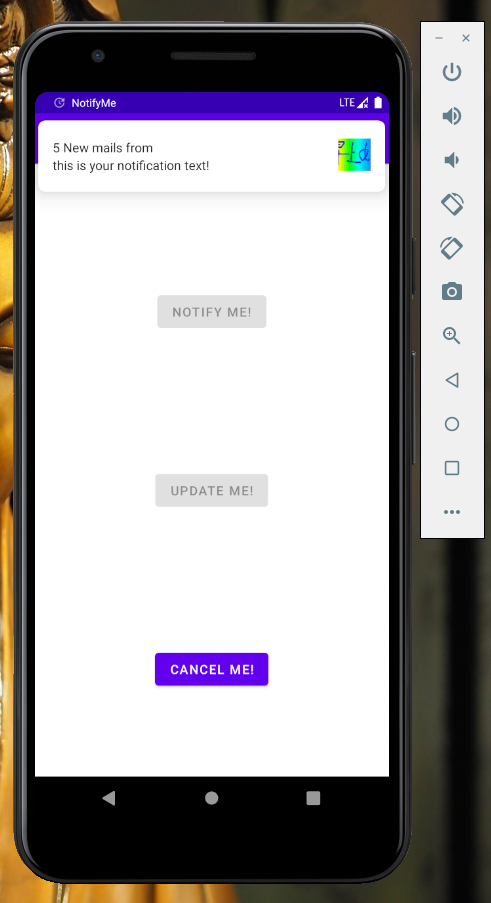 NotifyMe LTE
5 New mails from
this is your notification text!
NOTIFY ME!
UPDATE ME!
CANCEL ME!